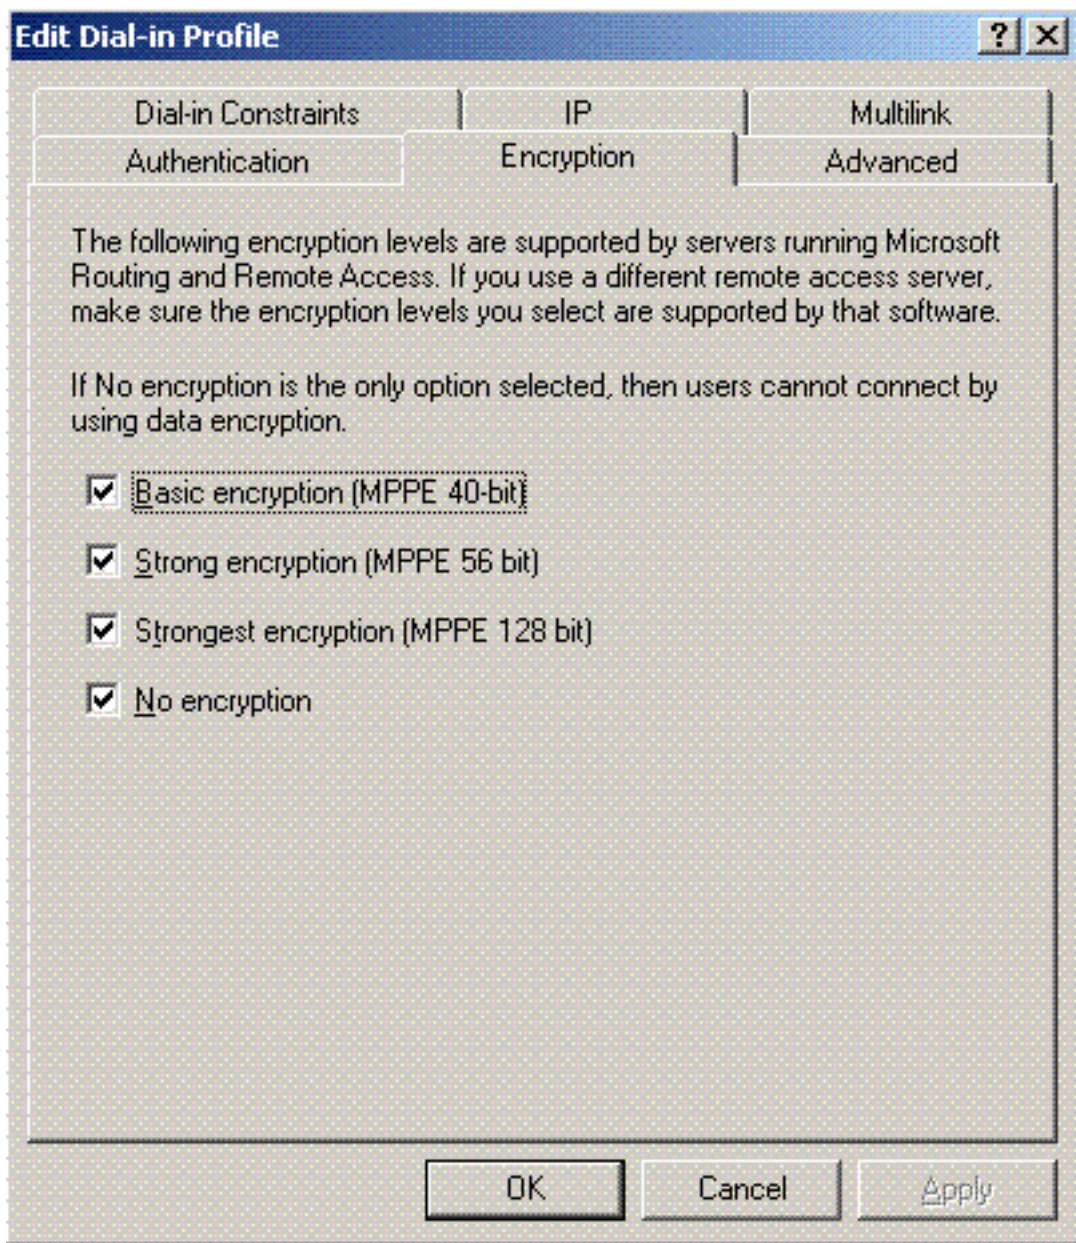 Edit Dial-in Profile
Dial-in Constraints IP Multilink
Authentication Encryption Advanced
The following encryption levels are supported by servers running Microsoft
Routing and Remote Access. If you use a different remote access server,
make sure the encryption levels you select are supported by that software.
If No encryption is the only option selected, then users cannot connect by
using data encryption.
Basic encryption (MPPE 40-bit)
Strong encryption (MPPE 56 bit)
Strongest encryption (MPPE 128 bit)
No encryption
OK Cancel Apply